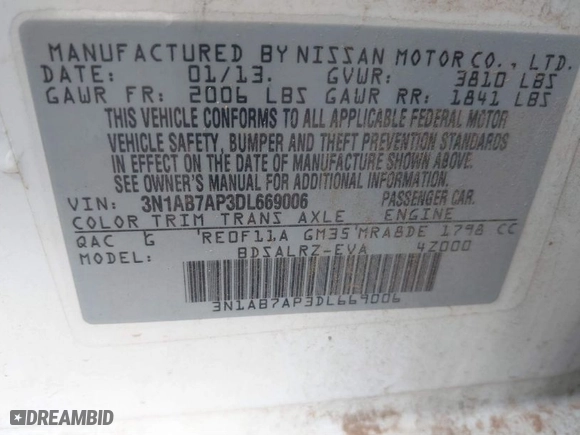 MANUFACTURED BY NISSAN MOTOR CO., LTD.
DATE: 01/13. GVWR: 3810 LBS
GAWR FR: 2006 LBS GAWR RR: 1841 LBS
THIS VEHICLE CONFORMS TO ALL APPLICABLE FEDERAL MOTOR
VEHICLE SAFETY, BUMPER AND THEFT PREVENTION STANDARDS
IN EFFECT ON THE DATE OF MANUFACTURE SHOWN ABOVE.
SEE OWNER'S MANUAL FOR ADDITIONAL INFORMATION.
VIN: 3N1AB7AP3DL669006 PASSENGER CAR.
COLOR TRIM TRANS AXLE ENGINE
QAC G RE0F11A GM35 MRA8DE 1798 CC
MODEL: BDSALRZ-EVA 4Z000
3N1AB7AP3DL669006
DREAMBID